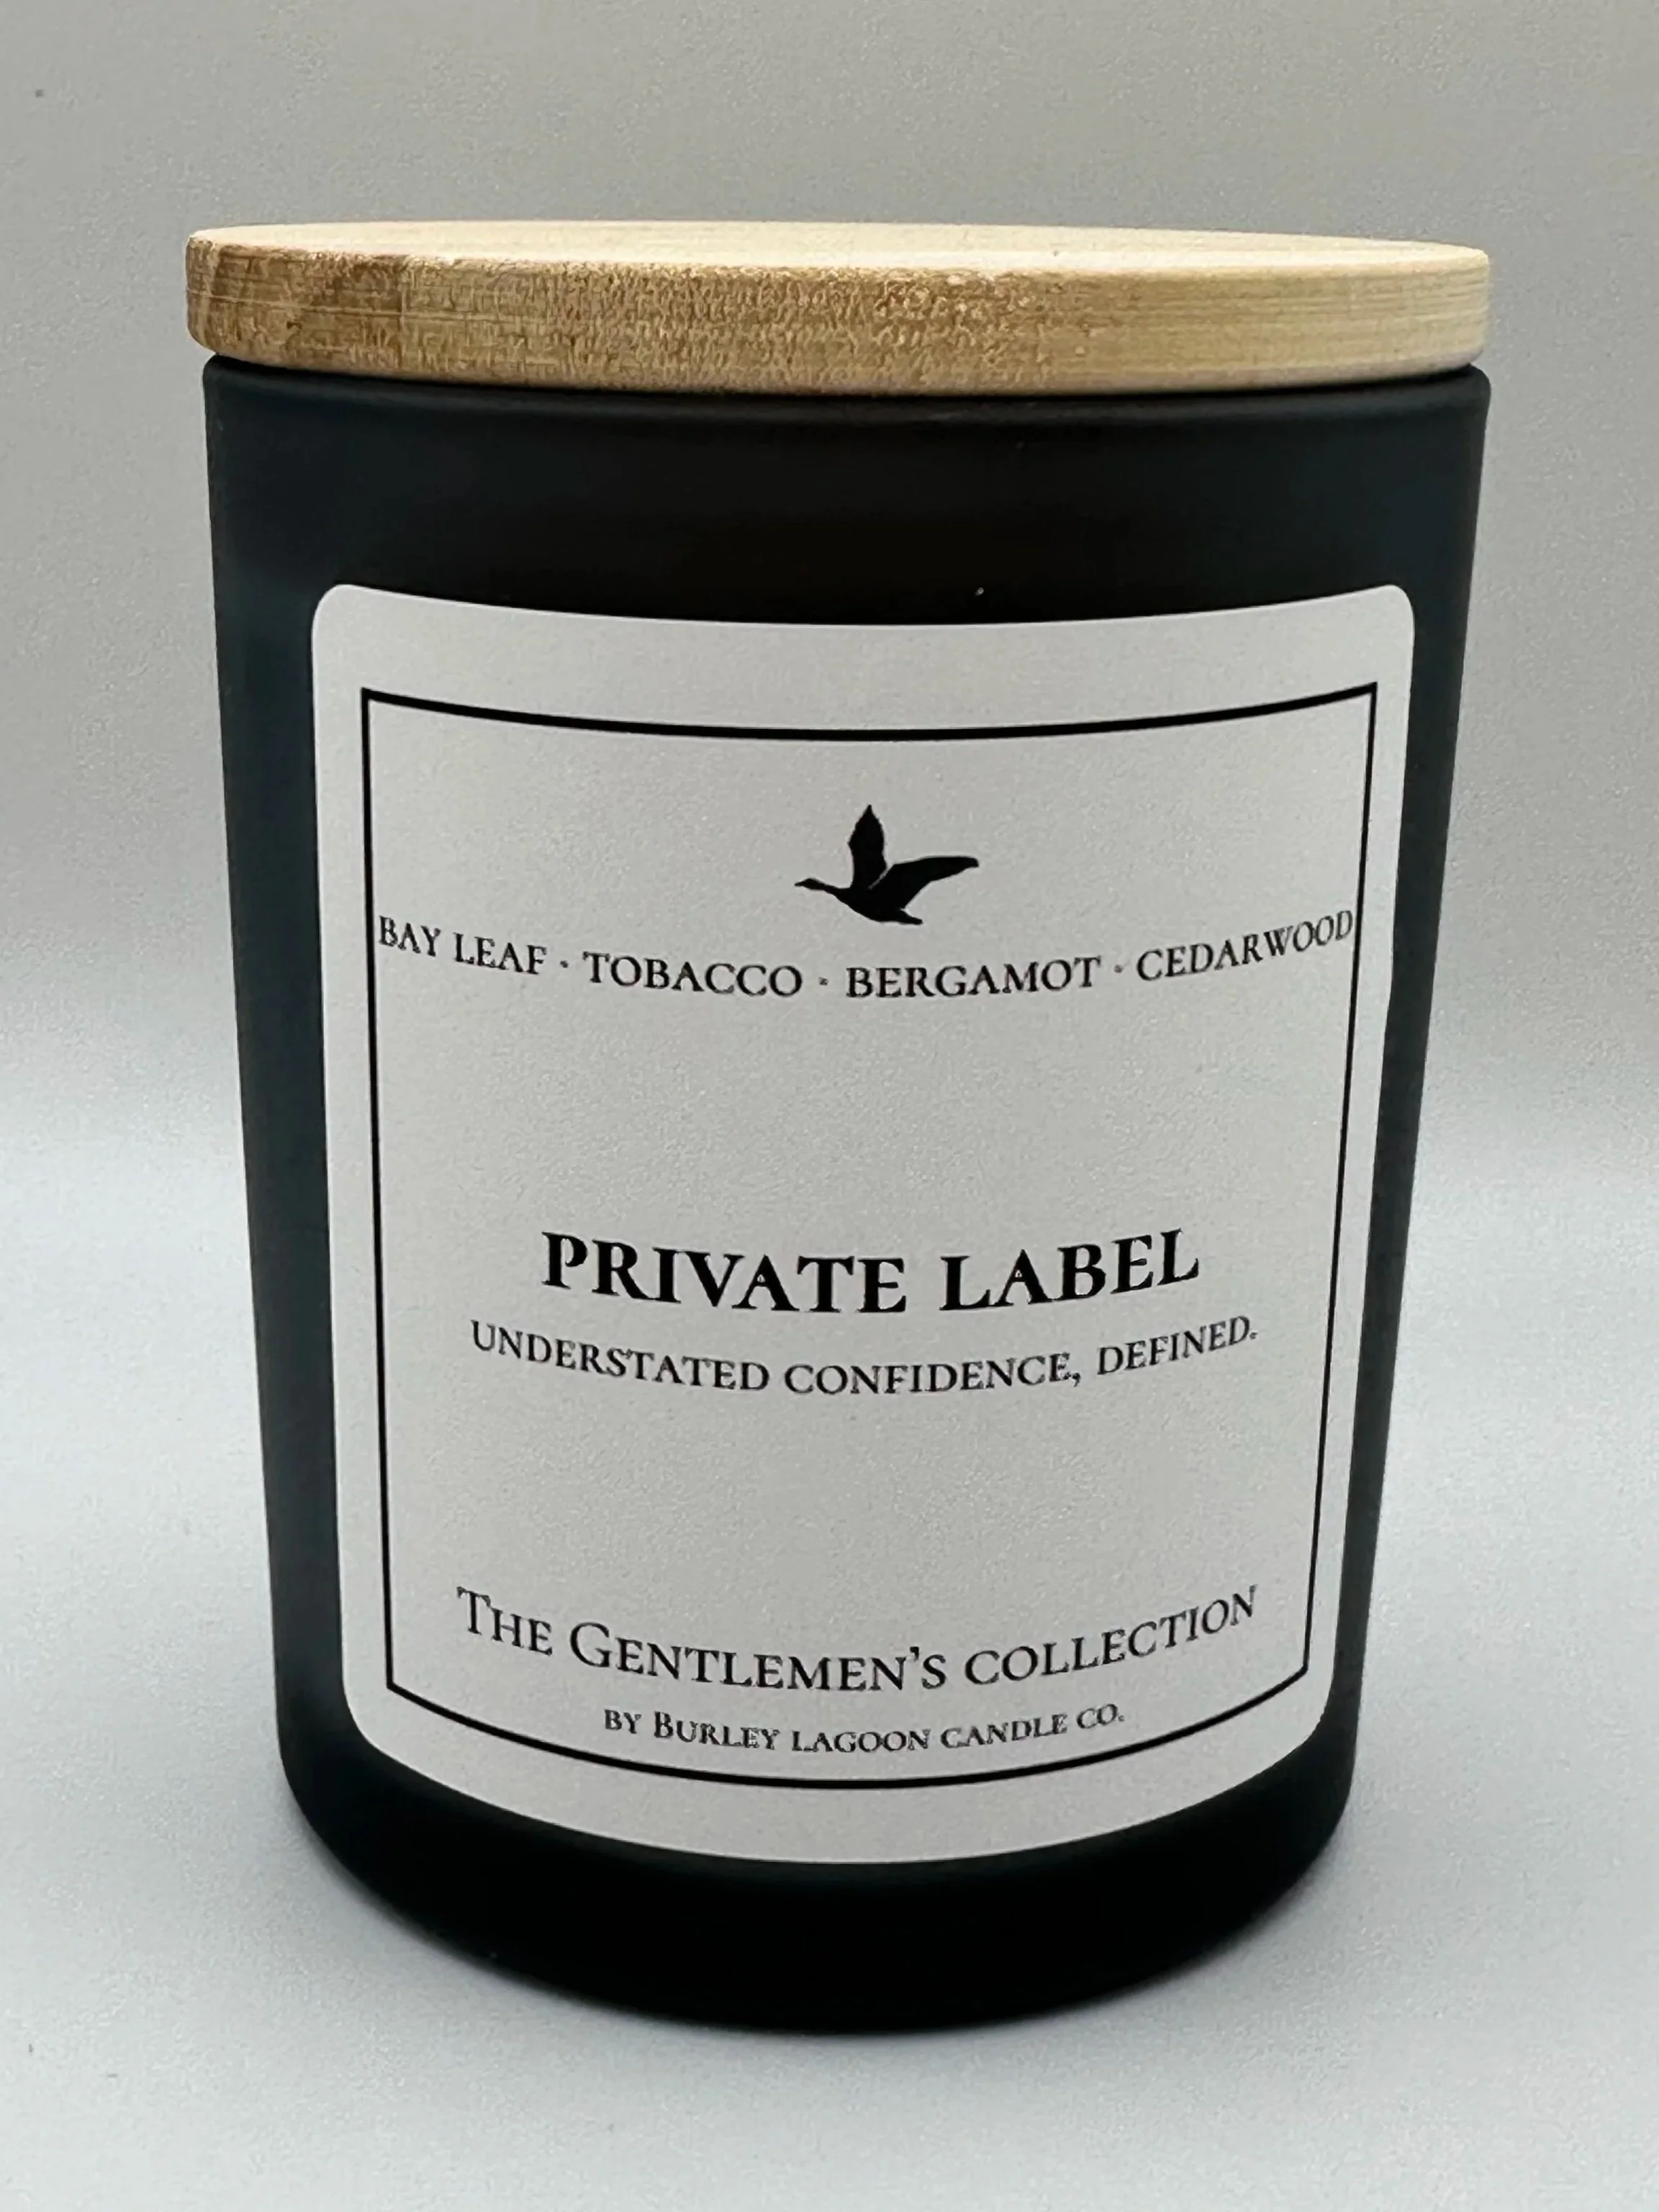 BAY LEAF · TOBACCO · BERGAMOT · CEDARWOOD
PRIVATE LABEL
UNDERSTATED CONFIDENCE, DEFINED.
THE GENTLEMEN'S COLLECTION
BY BURLEY LAGOON CANDLE CO.